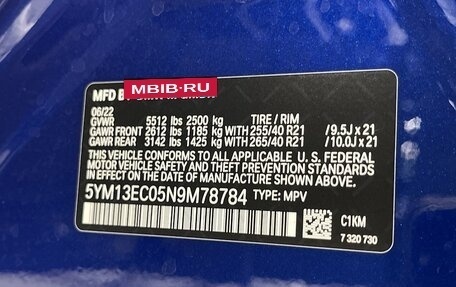 MBIB.RU
MFD B
06/22
GVWR 5512 lbs 2500 kg TIRE / RIM
GAWR FRONT 2612 lbs 1185 kg WITH 255/40 R21 / 9.5J x 21
GAWR REAR 3142 lbs 1425 kg WITH 265/40 R21 / 10.0J x 21
THIS VEHICLE CONFORMS TO ALL APPLICABLE U. S. FEDERAL
MOTOR VEHICLE SAFETY AND THEFT PREVENTION STANDARDS
IN EFFECT ON THE DATE OF MANUFACTURE SHOWN ABOVE.
5YM13EC05N9M78784 TYPE: MPV
C1KM
7 320 730